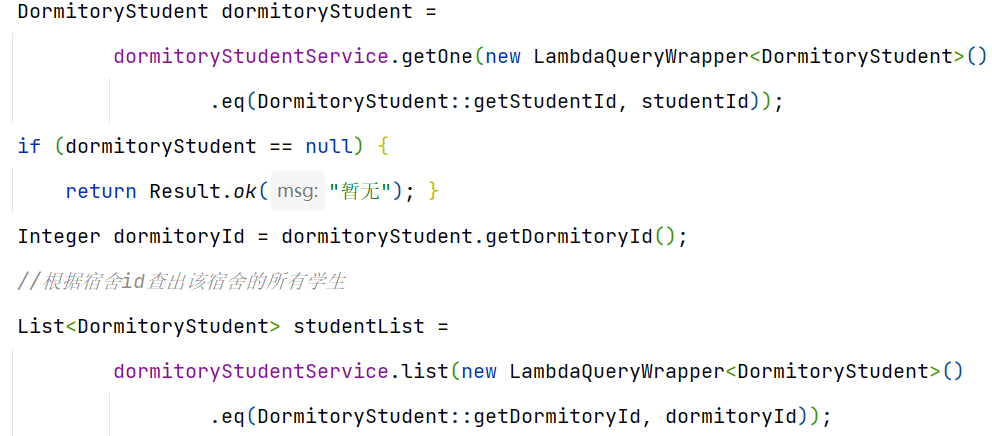 DormitoryStudent dormitoryStudent =
dormitoryStudentService.getOne(new LambdaQueryWrapper<DormitoryStudent>()
.eq(DormitoryStudent::getStudentId, studentId));
if (dormitoryStudent == null) {
return Result.ok( msg: "暂无"); }
Integer dormitoryId = dormitoryStudent.getDormitoryId();
//根据宿舍id查出该宿舍的所有学生
List<DormitoryStudent> studentList =
dormitoryStudentService.list(new LambdaQueryWrapper<DormitoryStudent>()
.eq(DormitoryStudent::getDormitoryId, dormitoryId));